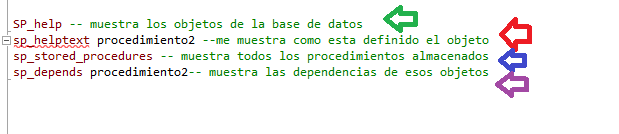 SP_help -- muestra los objetos de la base de datos
sp_helptext procedimiento2 --me muestra como esta definido el objeto
sp_stored_procedures -- muestra todos los procedimientos almacenados
sp_depends procedimiento2-- muestra las dependencias de esos objetos